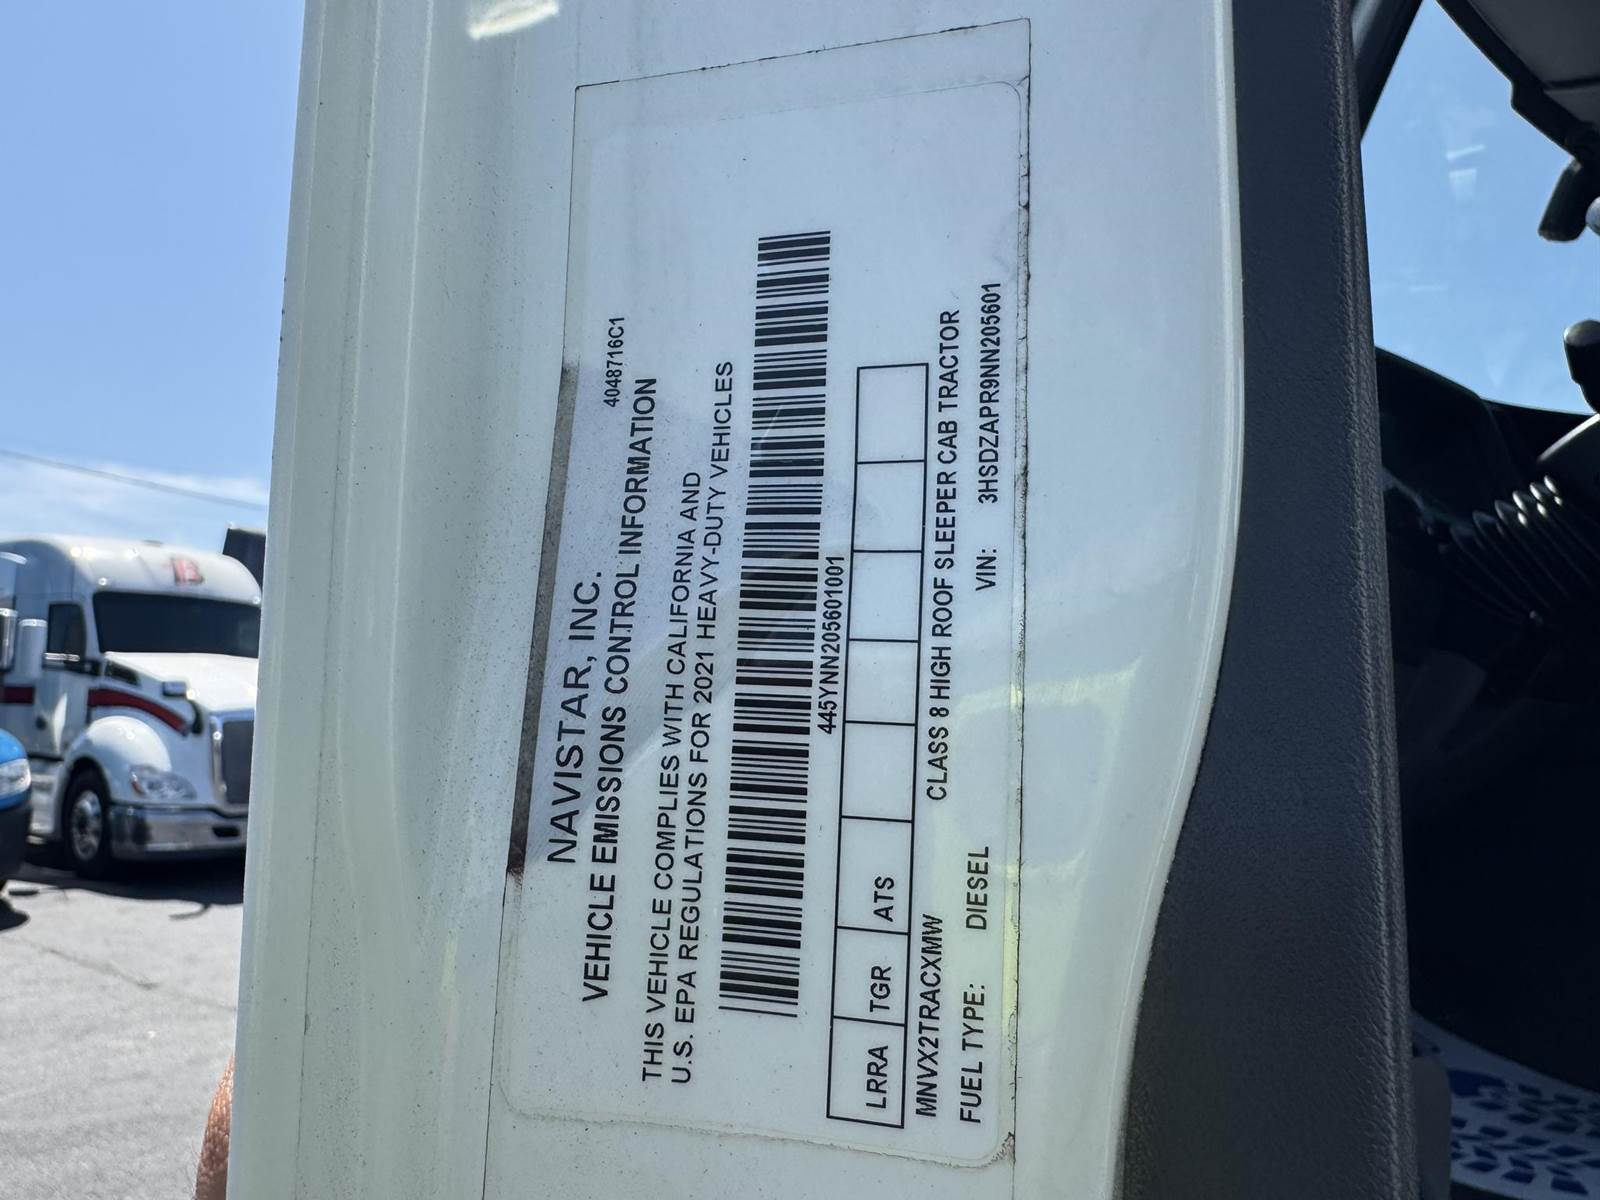 4048716C1
NAVISTAR, INC.
VEHICLE EMISSIONS CONTROL INFORMATION
THIS VEHICLE COMPLIES WITH CALIFORNIA AND
U.S. EPA REGULATIONS FOR 2021 HEAVY-DUTY VEHICLES
445YNN205601001
LRRA TGR ATS
MNVX2TRACXMW CLASS 8 HIGH ROOF SLEEPER CAB TRACTOR
FUEL TYPE: DIESEL VIN: 3HSDZAPR9NN205601